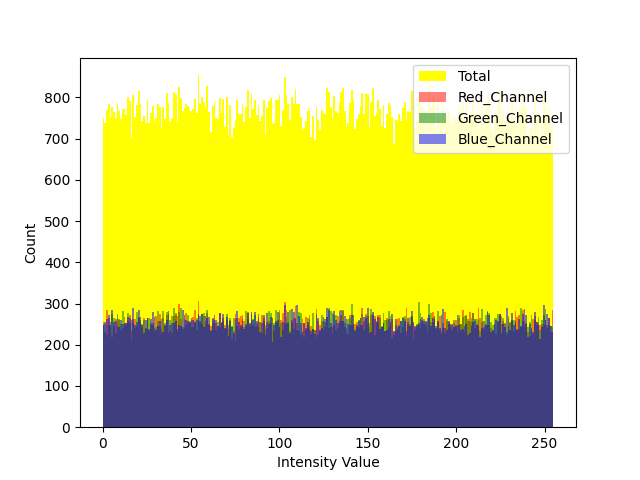 Total
Red_Channel
Green_Channel
Blue_Channel
800
700
600
500
400
300
200
100
0
Count
0 50 100 150 200 250
Intensity Value